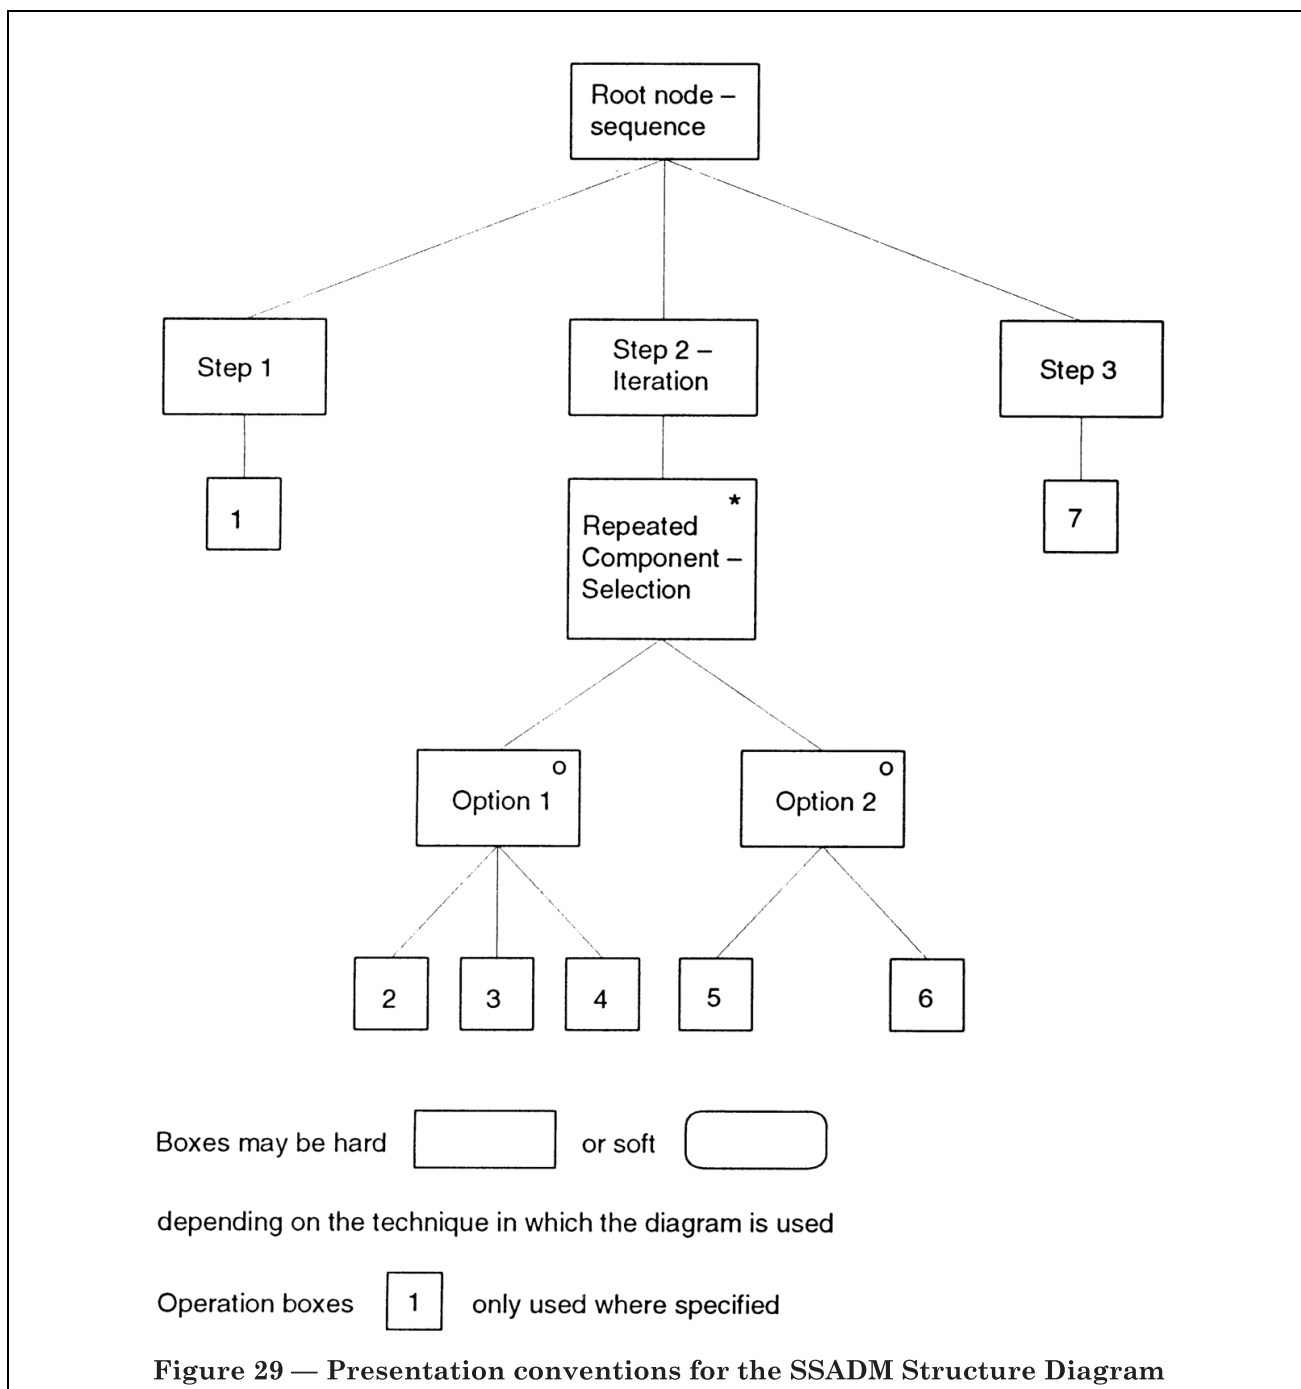 Root node –
sequence
Step 1
Step 2 –
Iteration
Step 3
1
*
Repeated
Component –
Selection
7
o
Option 1
o
Option 2
2
3
4
5
6
Boxes may be hard
or soft
depending on the technique in which the diagram is used
Operation boxes 1 only used where specified
Figure 29 — Presentation conventions for the SSADM Structure Diagram